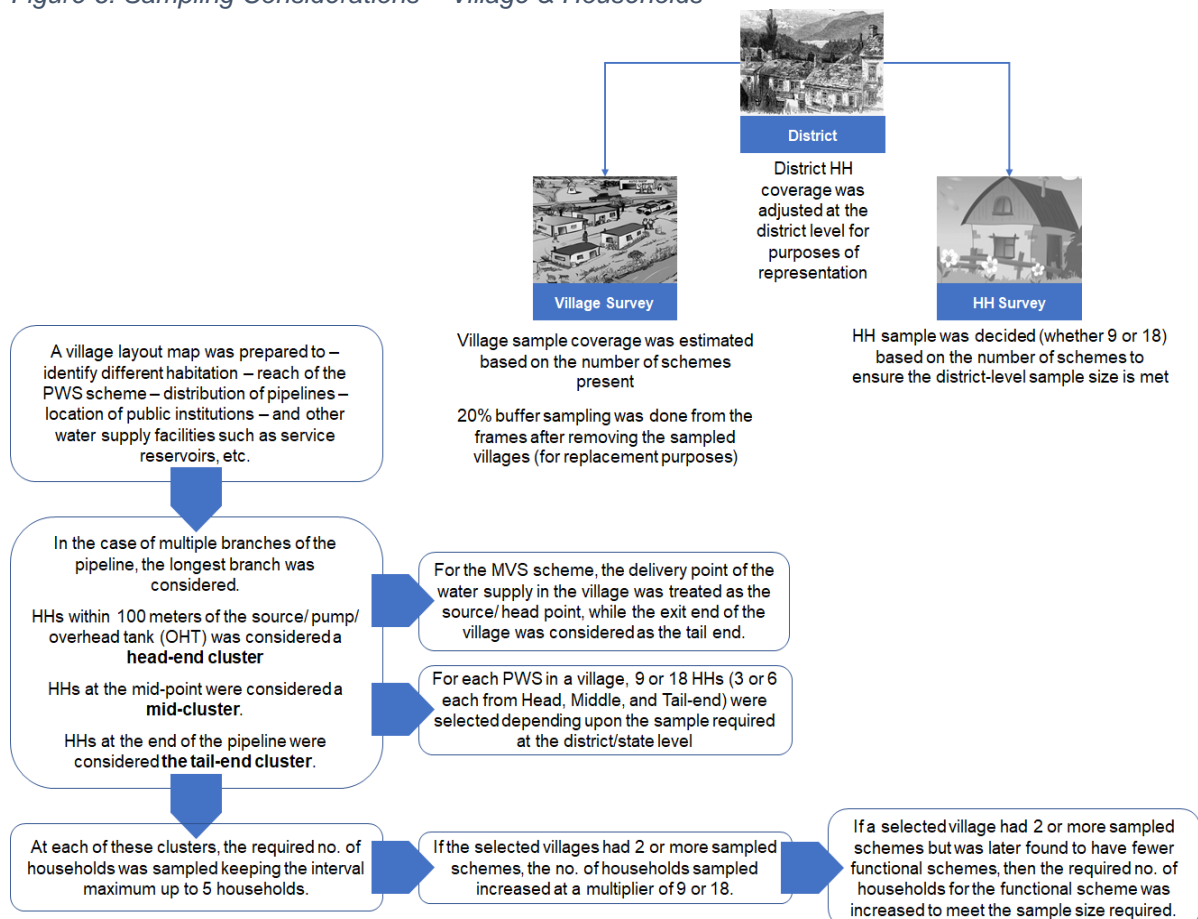 District
District HH
coverage was
adjusted at the
district level for
purposes of
representation
Village Survey
HH Survey
Village sample coverage was estimated
based on the number of schemes
present
20% buffer sampling was done from the
frames after removing the sampled
villages (for replacement purposes)
HH sample was decided (whether 9 or 18)
based on the number of schemes to
ensure the district-level sample size is met
A village layout map was prepared to –
identify different habitation – reach of the
PWS scheme – distribution of pipelines –
location of public institutions – and other
water supply facilities such as service
reservoirs, etc.
In the case of multiple branches of the
pipeline, the longest branch was
considered.
HHs within 100 meters of the source/ pump/
overhead tank (OHT) was considered a
head-end cluster
HHs at the mid-point were considered a
mid-cluster.
HHs at the end of the pipeline were
considered the tail-end cluster.
For the MVS scheme, the delivery point of the
water supply in the village was treated as the
source/ head point, while the exit end of the
village was considered as the tail end.
For each PWS in a village, 9 or 18 HHs (3 or 6
each from Head, Middle, and Tail-end) were
selected depending upon the sample required
at the district/state level
At each of these clusters, the required no. of
households was sampled keeping the interval
maximum up to 5 households.
If the selected villages had 2 or more sampled
schemes, the no. of households sampled
increased at a multiplier of 9 or 18.
If a selected village had 2 or more sampled
schemes but was later found to have fewer
functional schemes, then the required no. of
households for the functional scheme was
increased to meet the sample size required.